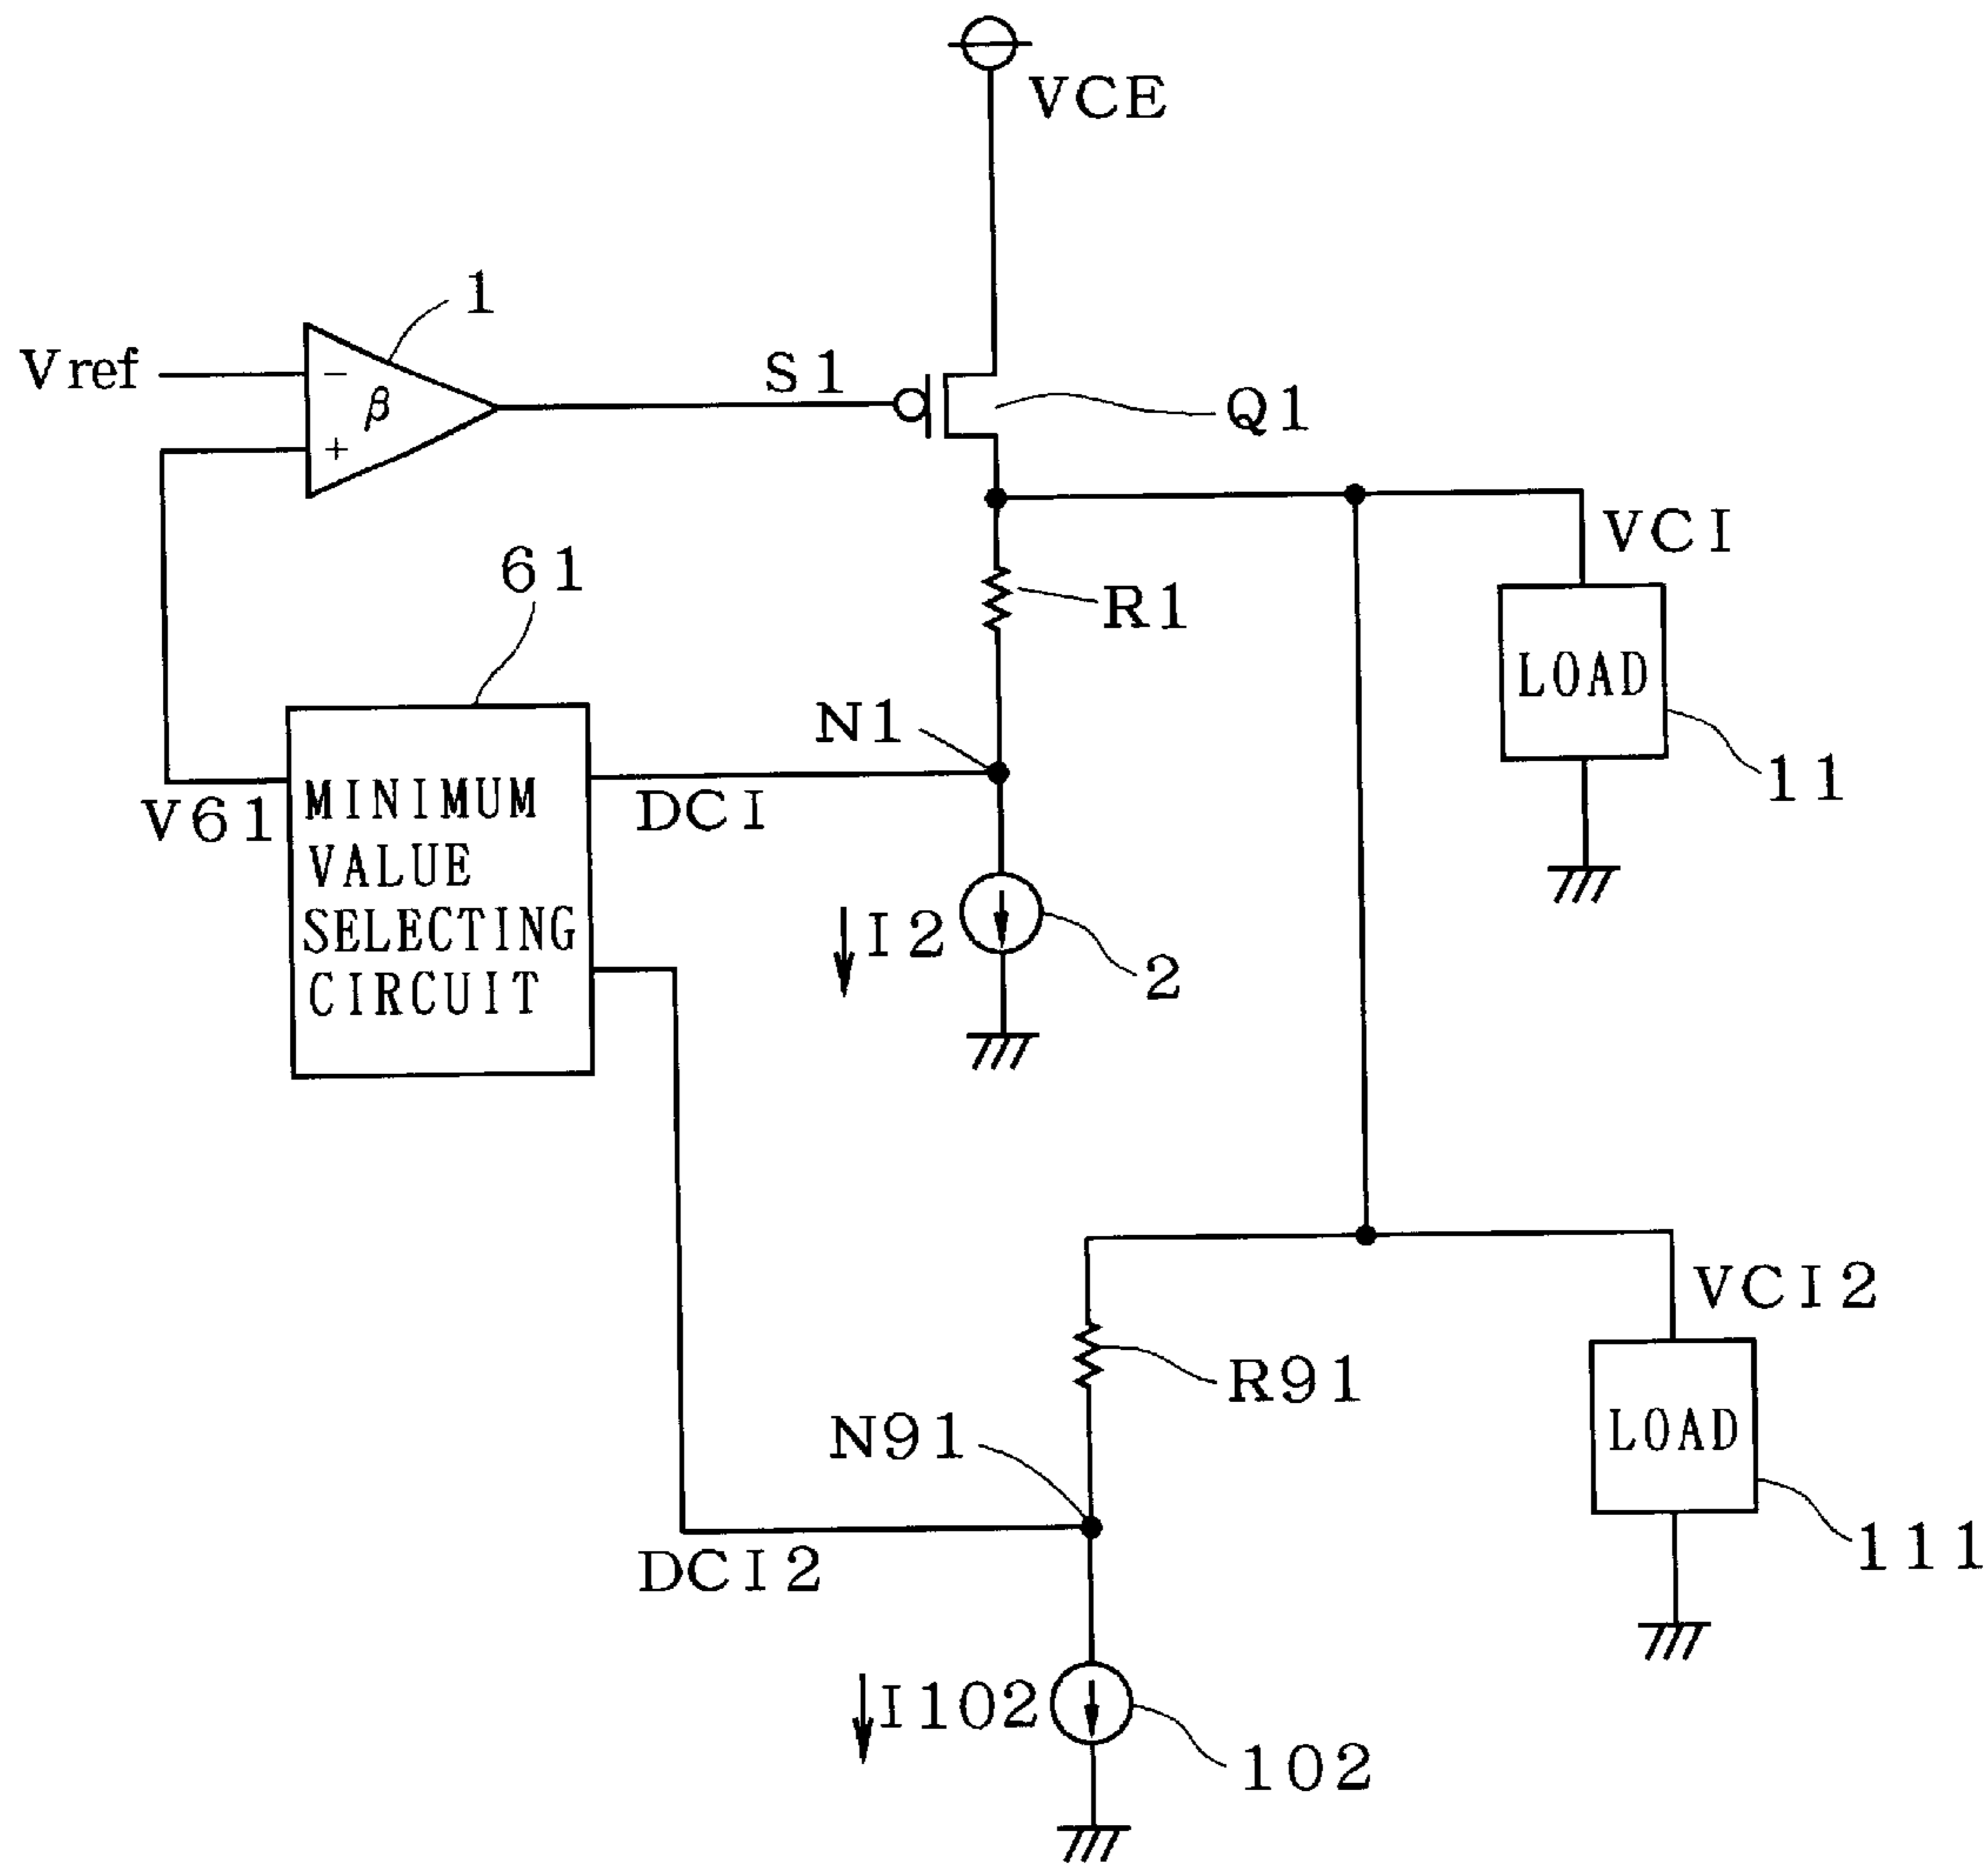 VCE
1
Vref
−
β
+
S1
Q1
VCI
61
R1
LOAD
N1
11
DCI
V61
MINIMUM
VALUE
SELECTING
CIRCUIT
I2
2
VCI2
R91
N91
LOAD
DCI2
111
I102
102